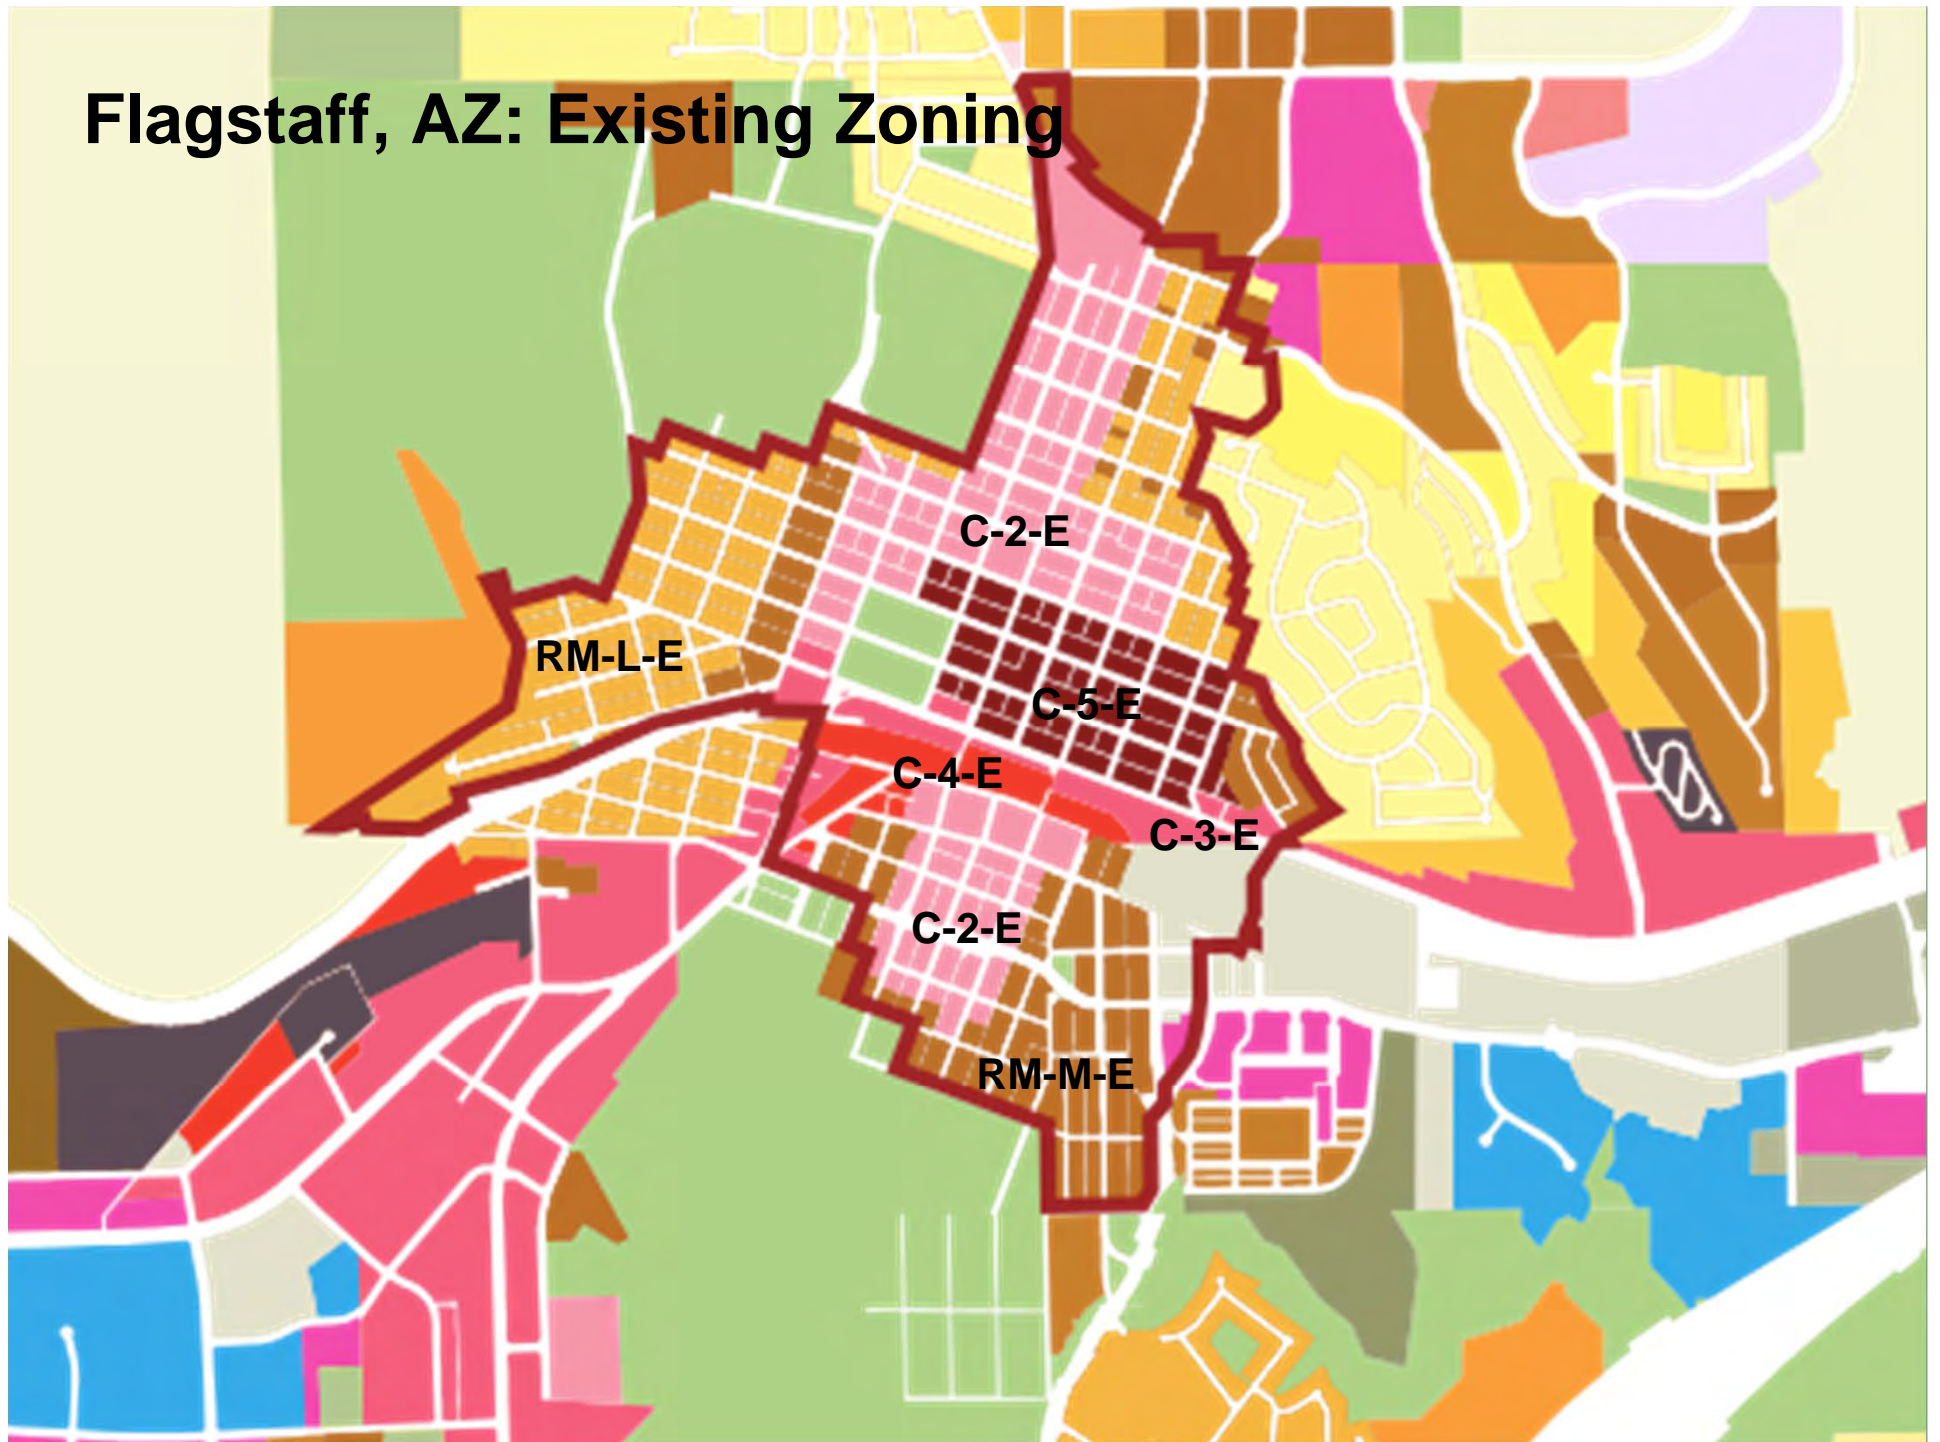 Flagstaff, AZ: Existing Zoning
C-2-E
RM-L-E
C-5-E
C-4-E
C-3-E
C-2-E
RM-M-E